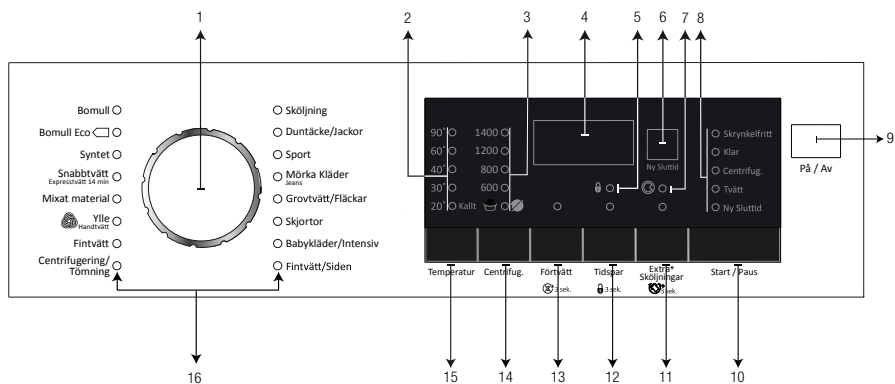 1
2
3
4
5
6
7
8
Bomull
Bomull Eco
Syntet
Snabbtvätt
Expresstvätt 14 min
Mixat material
Ylle
Handtvätt
Fintvätt
Centrifugering/
Tömning
Sköljning
Duntäcke/Jackor
Sport
Mörka Kläder
Jeans
Grovtvätt/Fläckar
Skjortor
Babykläder/Intensiv
Fintvätt/Siden
90°
60°
40°
30°
20° Kallt
1400
1200
800
600
Ny Sluttid
Skrynkelfritt
Klar
Centrifug.
Tvätt
Ny Sluttid
9
På / Av
Temperatur
Centrifug.
Förtvätt
3 sek.
Tidspar
3 sek.
Extra+
Sköljningar
3 sek.
Start / Paus
16
15
14
13
12
11
10